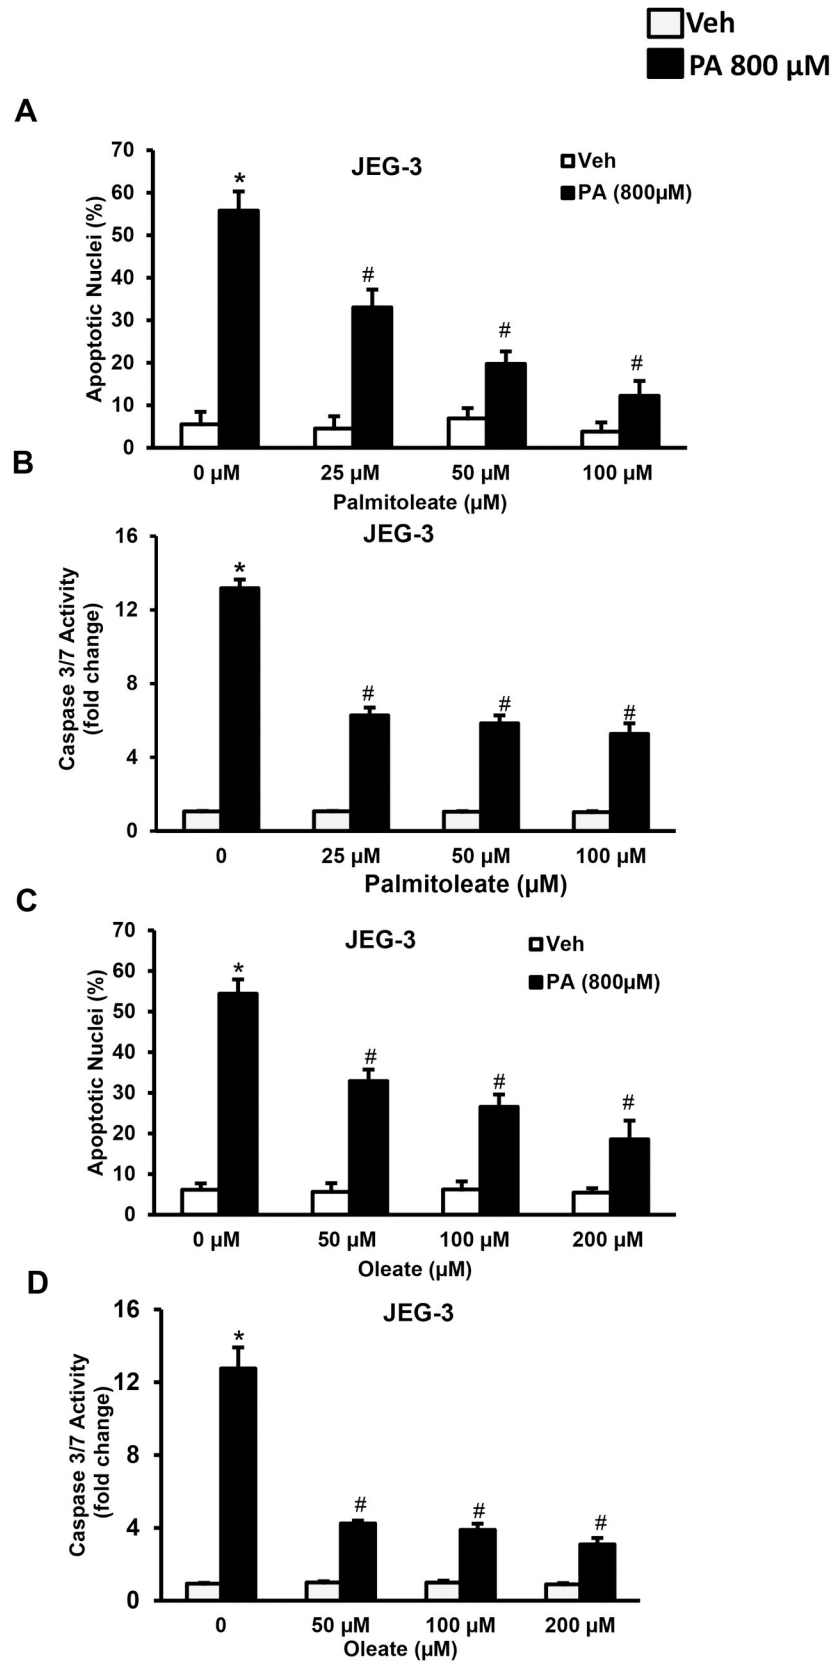 Veh
PA 800 µM
A
JEG-3
Veh
PA (800µM)
Apoptotic Nuclei (%)
70
60
50
40
30
20
10
0
*
#
#
#
0 µM 25 µM 50 µM 100 µM
Palmitoleate (µM)
B
JEG-3
Caspase 3/7 Activity
(fold change)
16
12
8
4
0
*
#
#
#
0 25 µM 50 µM 100 µM
Palmitoleate (µM)
C
JEG-3
Veh
PA (800µM)
Apoptotic Nuclei (%)
70
60
50
40
30
20
10
0
*
#
#
#
0 µM 50 µM 100 µM 200 µM
Oleate (µM)
D
JEG-3
Caspase 3/7 Activity
(fold change)
16
12
8
4
0
*
#
#
#
0 50 µM 100 µM 200 µM
Oleate (µM)